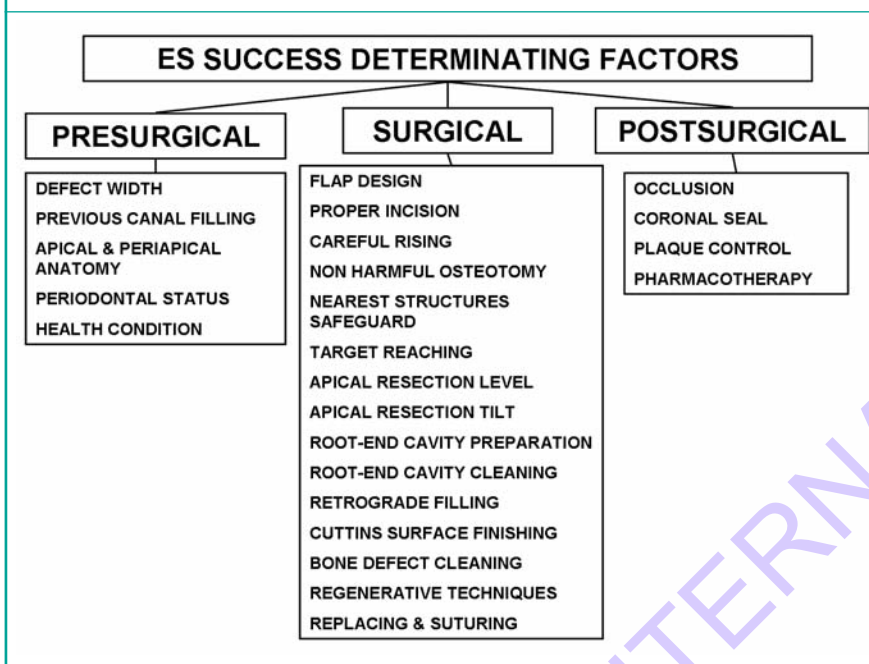 ES SUCCESS DETERMINATING FACTORS
PRESURGICAL
DEFECT WIDTH
PREVIOUS CANAL FILLING
APICAL & PERIAPICAL
ANATOMY
PERIODONTAL STATUS
HEALTH CONDITION
SURGICAL
FLAP DESIGN
PROPER INCISION
CAREFUL RISING
NON HARMFUL OSTEOTOMY
NEAREST STRUCTURES
SAFEGUARD
TARGET REACHING
APICAL RESECTION LEVEL
APICAL RESECTION TILT
ROOT-END CAVITY PREPARATION
ROOT-END CAVITY CLEANING
RETROGRADE FILLING
CUTTINS SURFACE FINISHING
BONE DEFECT CLEANING
REGENERATIVE TECHNIQUES
REPLACING & SUTURING
POSTSURGICAL
OCCLUSION
CORONAL SEAL
PLAQUE CONTROL
PHARMACOTHERAPY